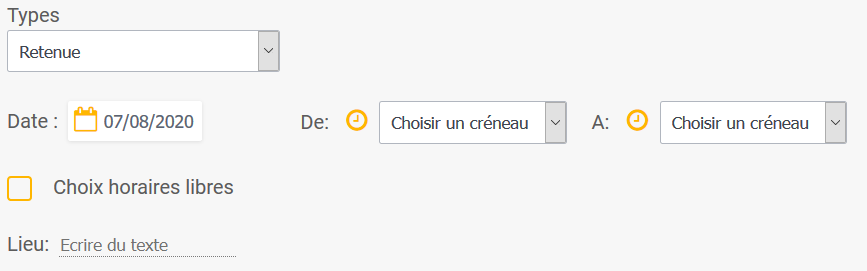 Types
Retenue
Date : 07/08/2020 De: Choisir un créneau A: Choisir un créneau
Choix horaires libres
Lieu: Ecrire du texte